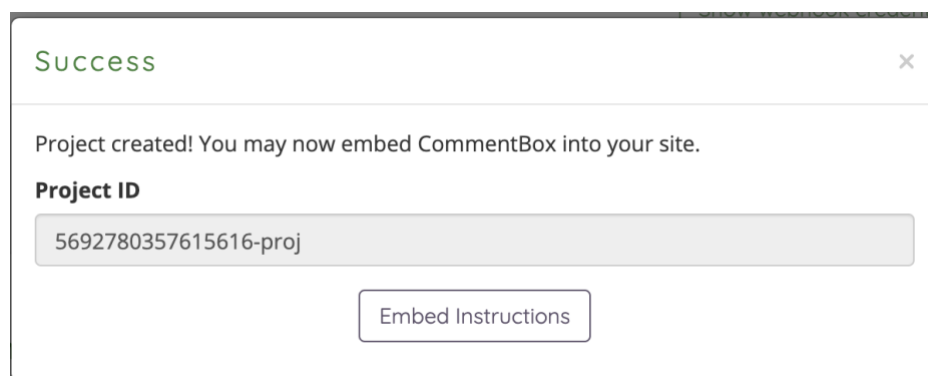 Success
×
Project created! You may now embed CommentBox into your site.
Project ID
5692780357615616-proj
Embed Instructions